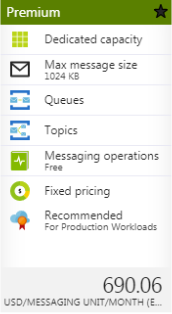 Premium
Dedicated capacity
Max message size
1024 KB
Queues
Topics
Messaging operations
Free
Fixed pricing
Recommended
For Production Workloads
690.06
USD/MESSAGING UNIT/MONTH (E...